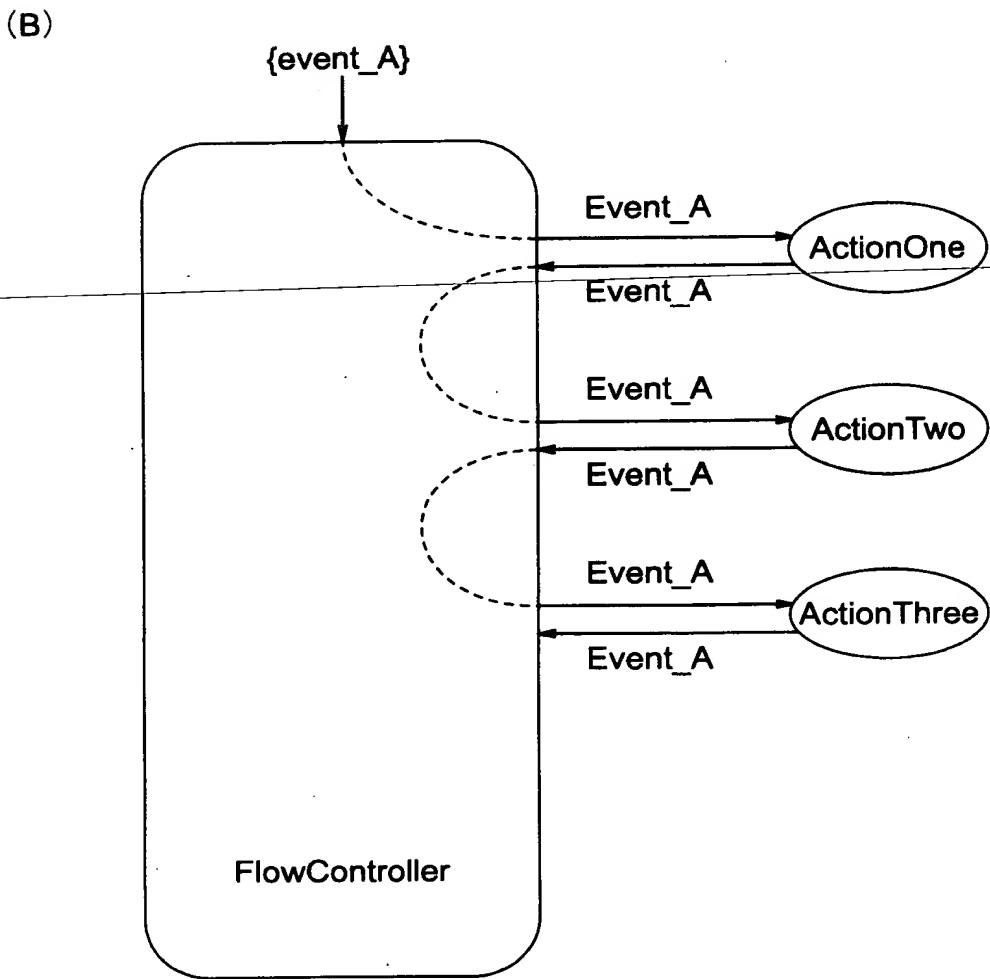 (B)
{event_A}
Event_A
ActionOne
Event_A
Event_A
ActionTwo
Event_A
Event_A
ActionThree
Event_A
FlowController